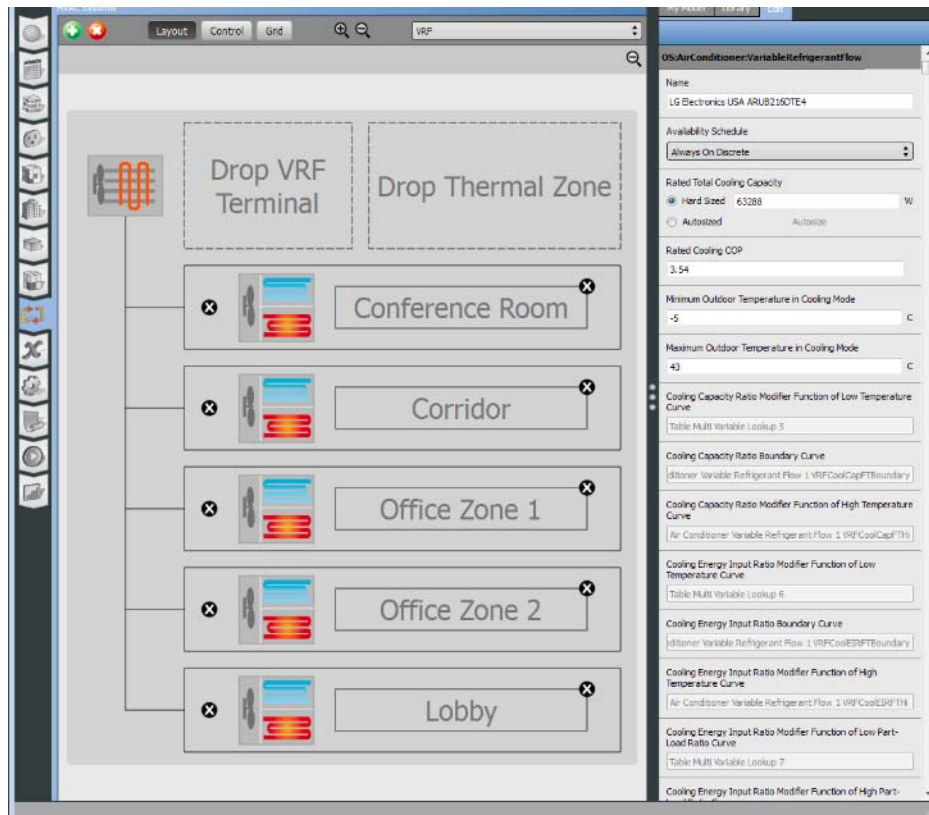 HVAC Systems
Layout
Control
Grid
VRF
Drop VRF
Terminal
Drop Thermal Zone
Conference Room
Corridor
Office Zone 1
Office Zone 2
Lobby
My Model
Library
Edit
OS:AirConditioner:VariableRefrigerantFlow
Name
LG Electronics USA ARUB216DTE4
Availability Schedule
Always On Discrete
Rated Total Cooling Capacity
Hard Sized 63288 W
Autosized Autosize
Rated Cooling COP
3.54
Minimum Outdoor Temperature in Cooling Mode
-5 C
Maximum Outdoor Temperature in Cooling Mode
43 C
Cooling Capacity Ratio Modifier Function of Low Temperature
Curve
Table Multi Variable Lookup 5
Cooling Capacity Ratio Boundary Curve
ditioner Variable Refrigerant Flow 1 VRFCoolCapFTBoundary
Cooling Capacity Ratio Modifier Function of High Temperature
Curve
Air Conditioner Variable Refrigerant Flow 1 VRFCoolCapFTHi
Cooling Energy Input Ratio Modifier Function of Low
Temperature Curve
Table Multi Variable Lookup 6
Cooling Energy Input Ratio Boundary Curve
ditioner Variable Refrigerant Flow 1 VRFCoolEIRFTBoundary
Cooling Energy Input Ratio Modifier Function of High
Temperature Curve
Air Conditioner Variable Refrigerant Flow 1 VRFCoolEIRFTHi
Cooling Energy Input Ratio Modifier Function of Low Part-
Load Ratio Curve
Table Multi Variable Lookup 7
Cooling Energy Input Ratio Modifier Function of High Part-